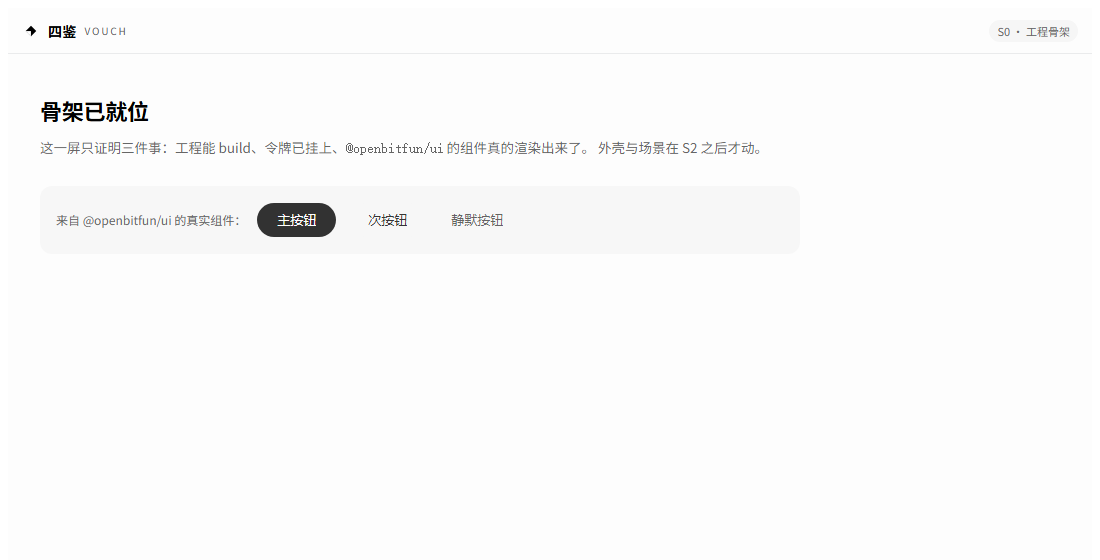 四鉴 VOUCH
S0 · 工程骨架
骨架已就位
这一屏只证明三件事：工程能 build、令牌已挂上、@openbitfun/ui 的组件真的渲染出来了。 外壳与场景在 S2 之后才动。
来自 @openbitfun/ui 的真实组件： 主按钮 次按钮 静默按钮